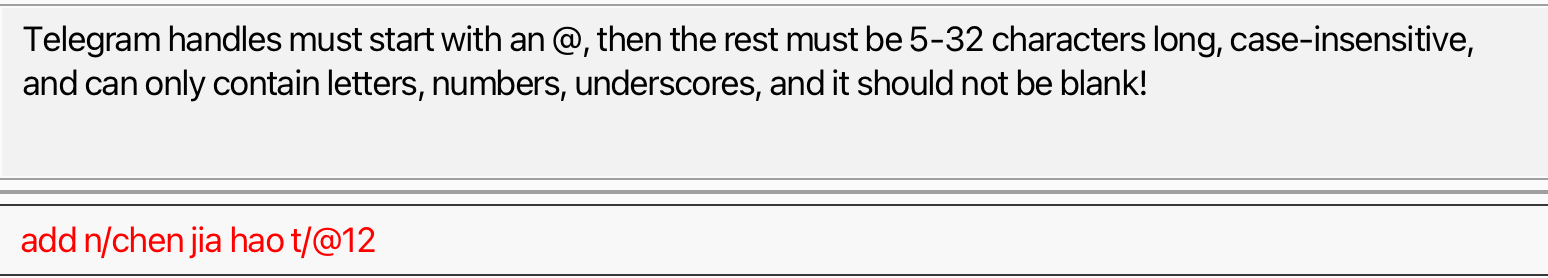 Telegram handles must start with an @, then the rest must be 5-32 characters long, case-insensitive,
and can only contain letters, numbers, underscores, and it should not be blank!
add n/chen jia hao t/@12